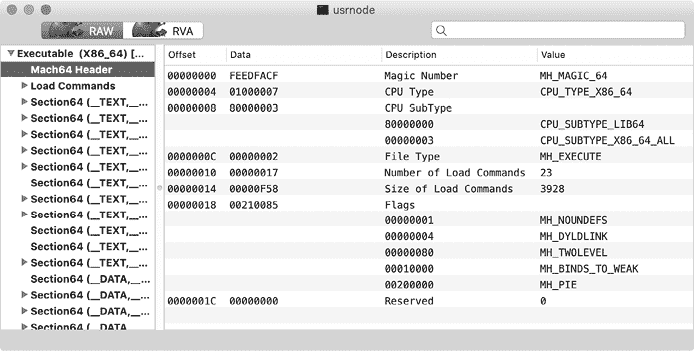 usrnode
RAW RVA
Executable (X86_64) [...
Mach64 Header
Load Commands
Section64 (__TEXT,__...
Section64 (__TEXT,__...
Section64 (__TEXT,__...
Section64 (__TEXT,__...
Section64 (__TEXT,__...
Section64 (__TEXT,__...
Section64 (__TEXT,__...
Section64 (__TEXT,__...
Section64 (__TEXT,__...
Section64 (__TEXT,__...
Section64 (__TEXT,__...
Section64 (__DATA,__...
Section64 (__DATA,__...
Section64 (__DATA,__...
Section64 (__DATA
Offset Data Description Value
00000000 FEEDFACF Magic Number MH_MAGIC_64
00000004 01000007 CPU Type CPU_TYPE_X86_64
00000008 80000003 CPU SubType
80000000 CPU_SUBTYPE_LIB64
00000003 CPU_SUBTYPE_X86_64_ALL
0000000C 00000002 File Type MH_EXECUTE
00000010 00000017 Number of Load Commands 23
00000014 00000F58 Size of Load Commands 3928
00000018 00210085 Flags
00000001 MH_NOUNDEFS
00000004 MH_DYLDLINK
00000080 MH_TWOLEVEL
00010000 MH_BINDS_TO_WEAK
00200000 MH_PIE
0000001C 00000000 Reserved 0